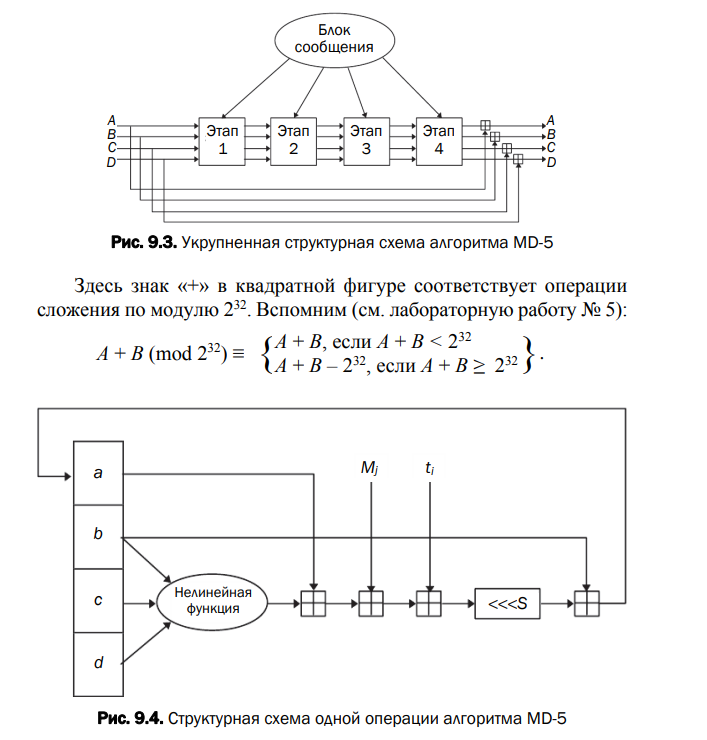 Блок
сообщения
A
B
C
D
Этап
1
Этап
2
Этап
3
Этап
4
A
B
C
D
Рис. 9.3. Укрупненная структурная схема алгоритма MD-5
Здесь знак «+» в квадратной фигуре соответствует операции
сложения по модулю 2³². Вспомним (см. лабораторную работу № 5):
A + B (mod 2³²) ≡ { A + B, если A + B < 2³²
A + B – 2³², если A + B ≥ 2³² } .
a
b
c
d
Нелинейная
функция
Mj
ti
<<<S
Рис. 9.4. Структурная схема одной операции алгоритма MD-5